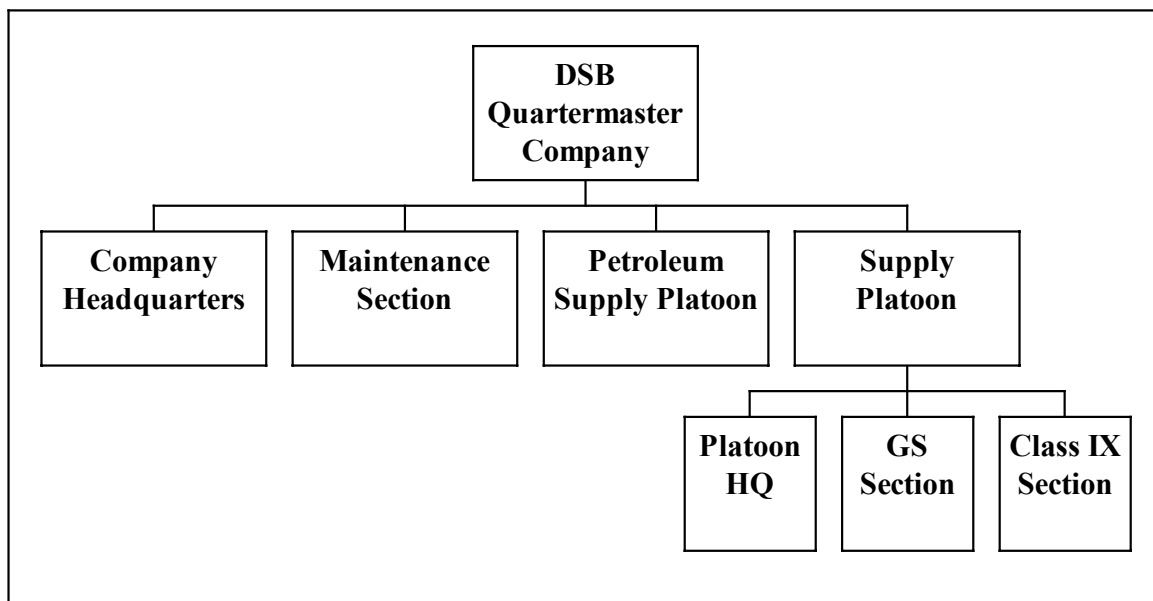 DSB
Quartermaster
Company
Company
Headquarters
Maintenance
Section
Petroleum
Supply Platoon
Supply
Platoon
Platoon
HQ
GS
Section
Class IX
Section